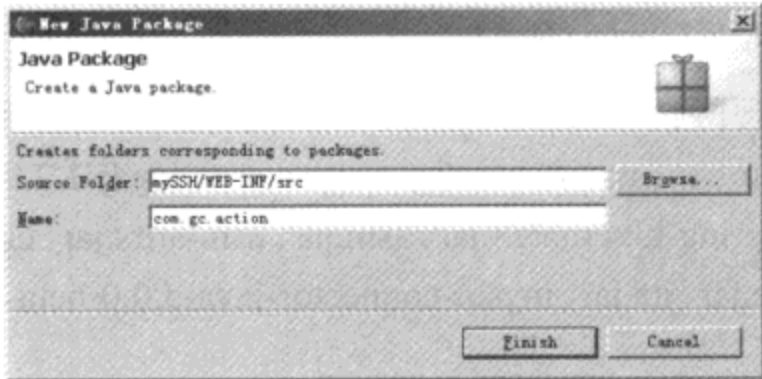 New Java Package
Java Package
Create a Java package.
Creates folders corresponding to packages.
Source Folder: mySSH/WEB-INF/src Browse...
Name: com.gc.action
Finish Cancel